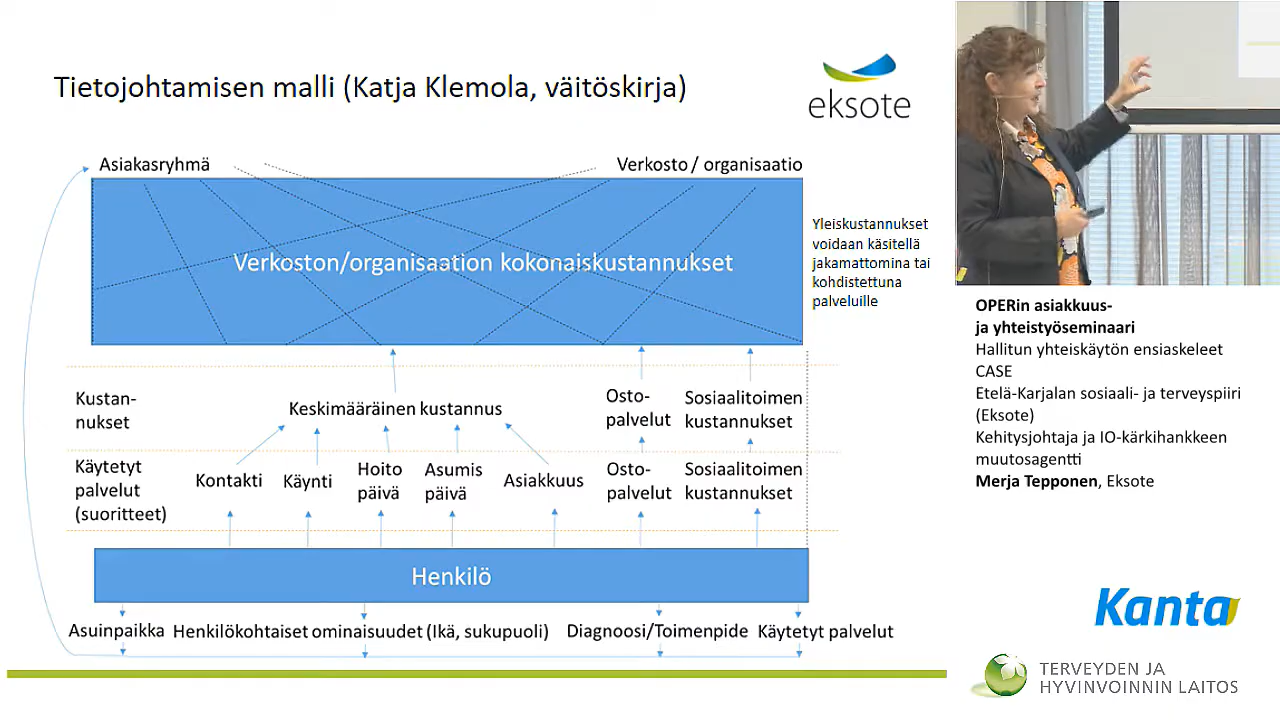 Tietojohtamisen malli (Katja Klemola, väitöskirja)
eksote
Asiakasryhmä
Verkosto / organisaatio
Verkoston/organisaation kokonaiskustannukset
Yleiskustannukset
voidaan käsitellä
jakamattomina tai
kohdistettuna
palveluille
Kustan-
nukset
Keskimääräinen kustannus
Osto-
palvelut
Sosiaalitoimen
kustannukset
Käytetyt
palvelut
(suoritteet)
Kontakti
Käynti
Hoito
päivä
Asumis
päivä
Asiakkuus
Osto-
palvelut
Sosiaalitoimen
kustannukset
Henkilö
Asuinpaikka
Henkilökohtaiset ominaisuudet (Ikä, sukupuoli)
Diagnoosi/Toimenpide
Käytetyt palvelut
OPERin asiakkuus-
ja yhteistyöseminaari
Hallitun yhteiskäytön ensiaskeleet
CASE
Etelä-Karjalan sosiaali- ja terveyspiiri
(Eksote)
Kehitysjohtaja ja IO-kärkihankkeen
muutosagentti
Merja Tepponen, Eksote
Kanta
TERVEYDEN JA
HYVINVOINNIN LAITOS